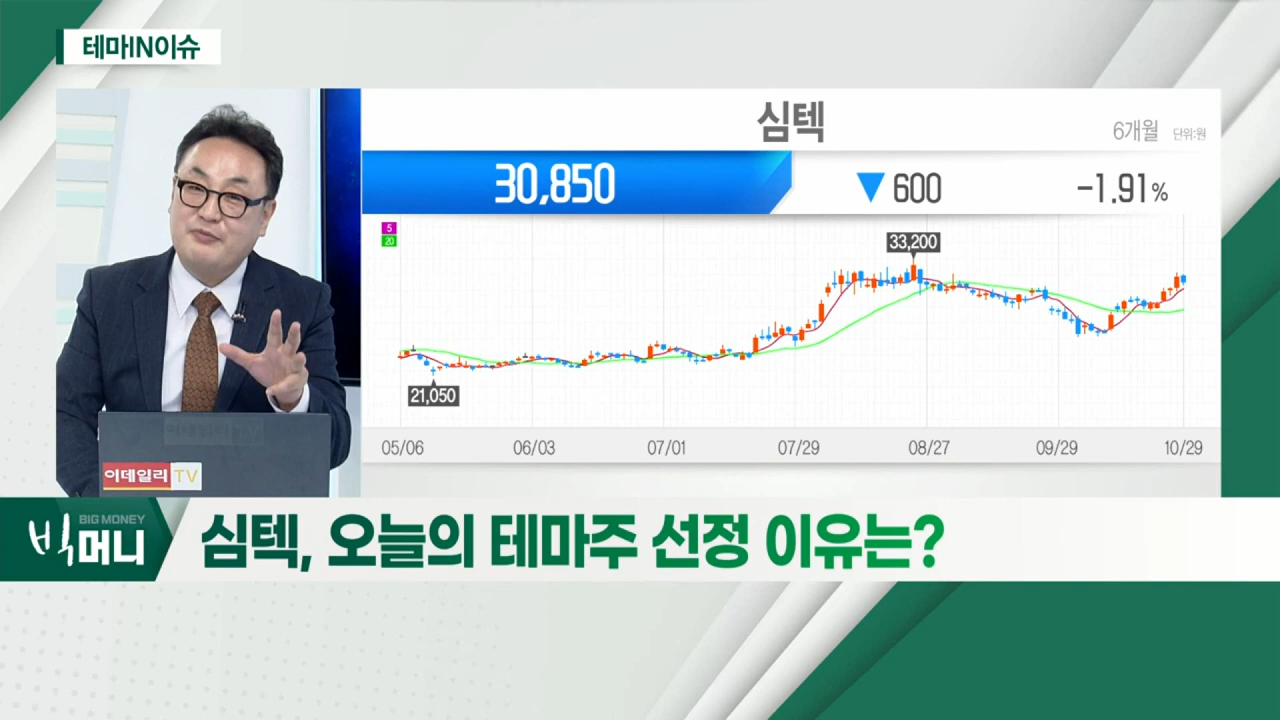 테마IN이슈
심텍
6개월 단위:원
30,850 ▼600 -1.91%
5
20
33,200
21,050
05/06 06/03 07/01 07/29 08/27 09/29 10/29
이데일리TV
BIG MONEY
빅머니
심텍, 오늘의 테마주 선정 이유는?